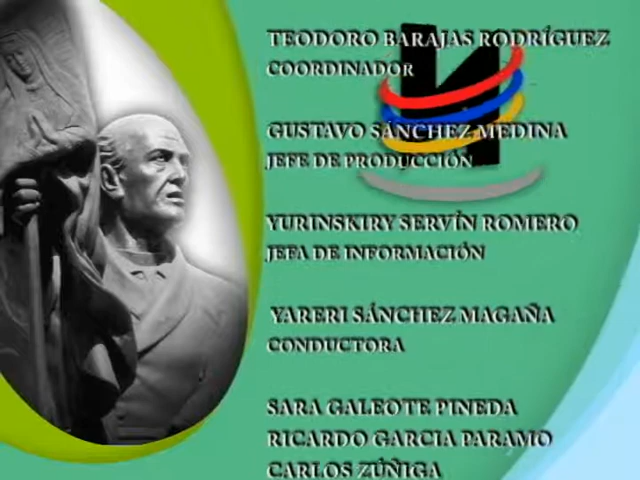 TEODORO BARAJAS RODRÍGUEZ
COORDINADOR
GUSTAVO SÁNCHEZ MEDINA
JEFE DE PRODUCCIÓN
YURINSKIRY SERVÍN ROMERO
JEFA DE INFORMACIÓN
YARERI SÁNCHEZ MAGAÑA
CONDUCTORA
SARA GALEOTE PINEDA
RICARDO GARCIA PARAMO
CARLOS ZÚÑIGA